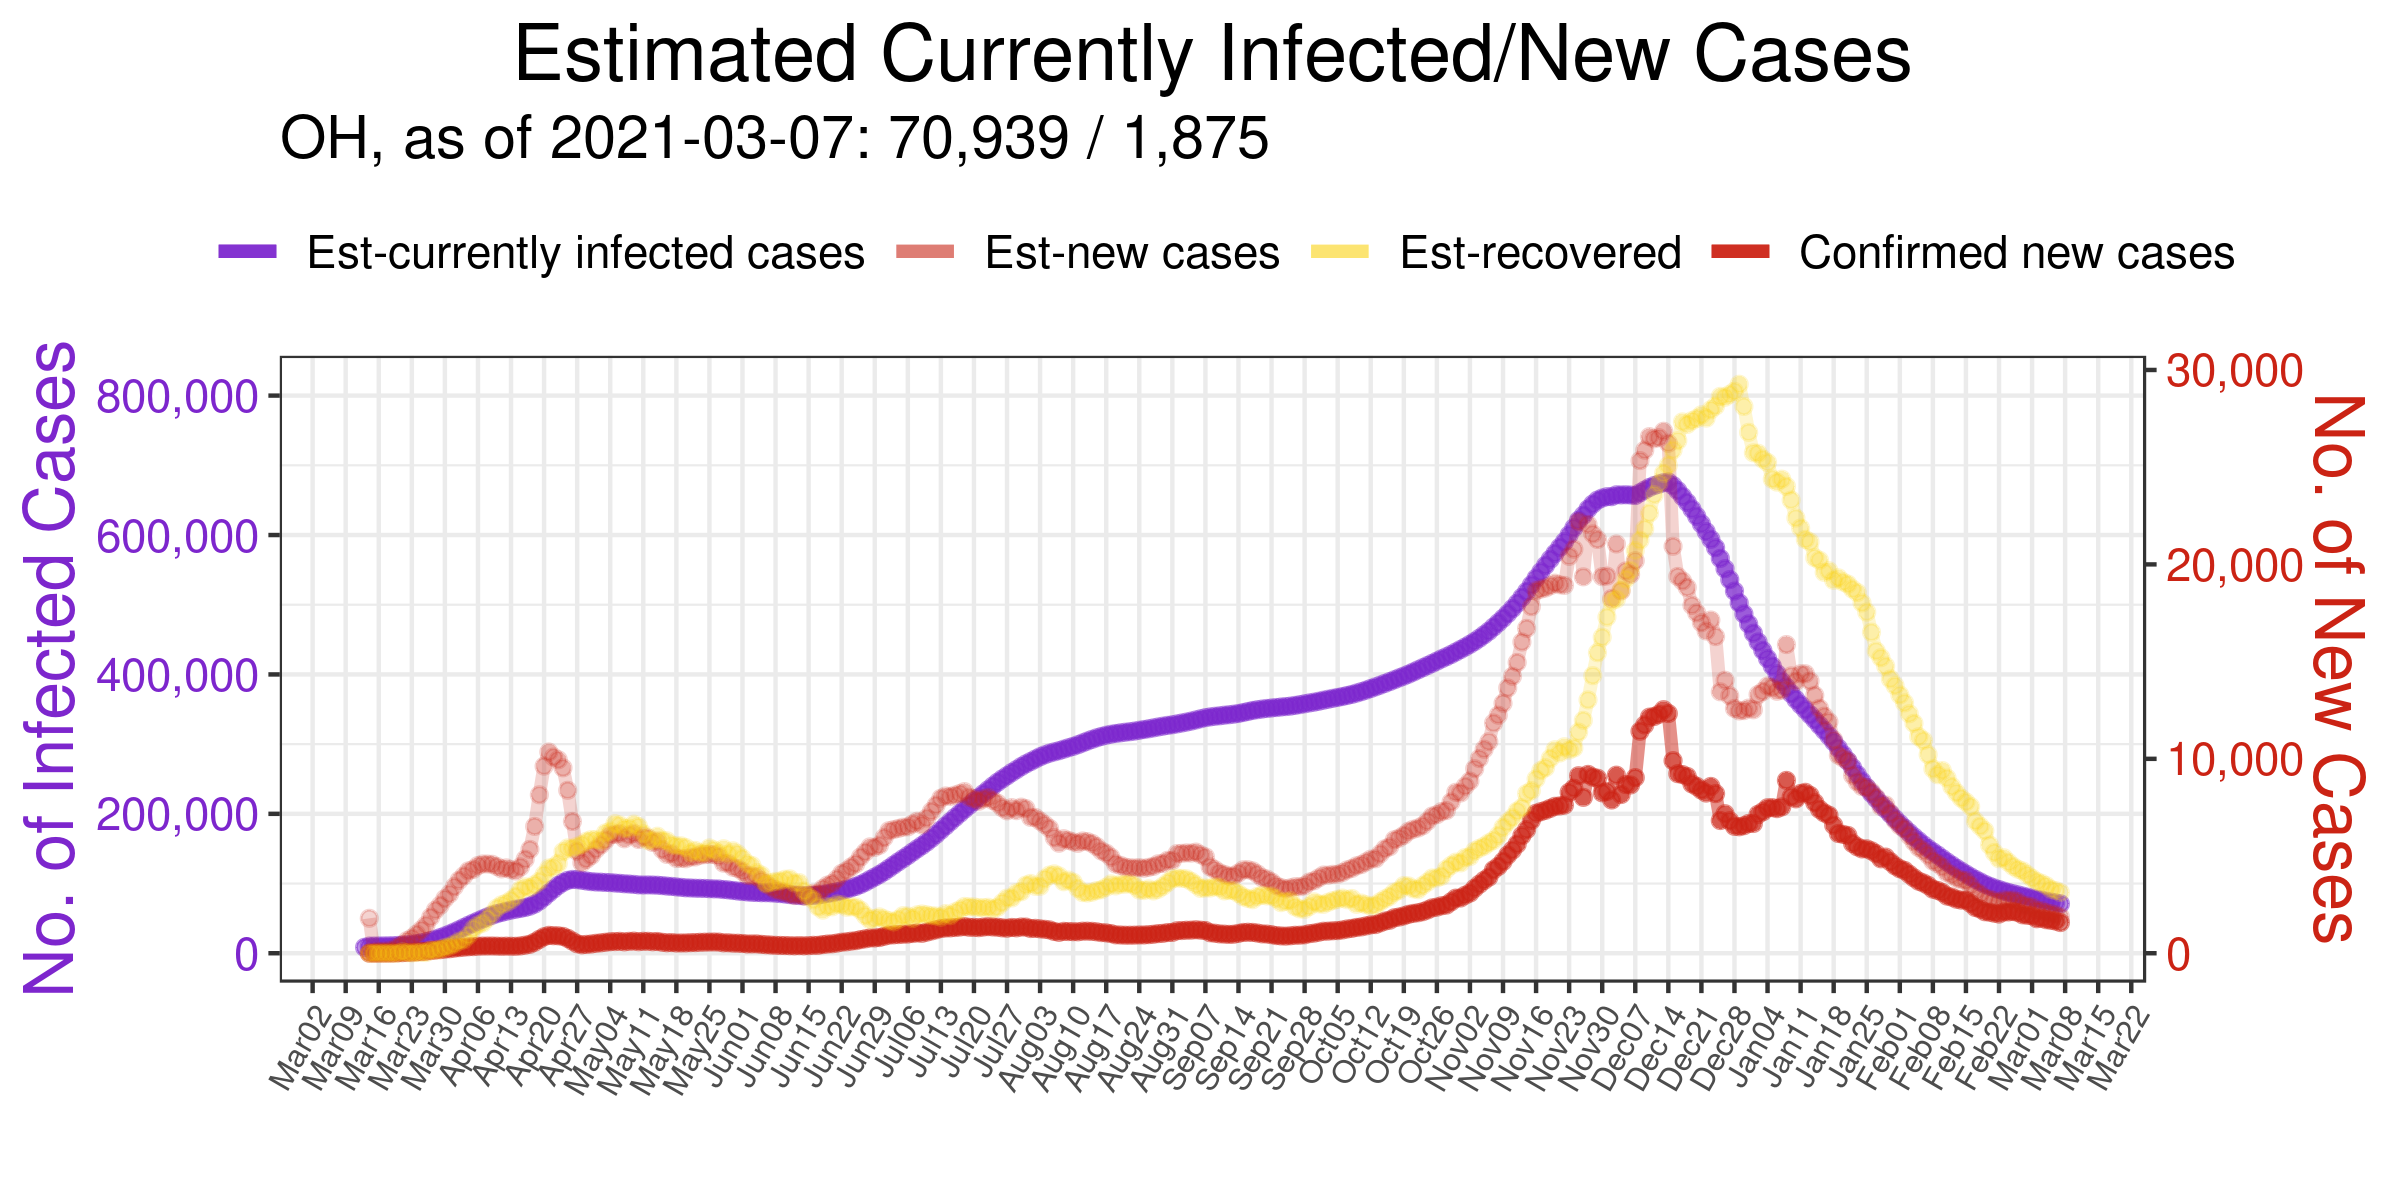 Estimated Currently Infected/New Cases
OH, as of 2021-03-07: 70,939 / 1,875
Est-currently infected cases Est-new cases Est-recovered Confirmed new cases
No. of Infected Cases
800,000
600,000
400,000
200,000
0
30,000
20,000
10,000
0
No. of New Cases
Mar02 Mar09 Mar16 Mar23 Mar30 Apr06 Apr13 Apr20 Apr27 May04 May11 May18 May25 Jun01 Jun08 Jun15 Jun22 Jun29 Jul06 Jul13 Jul20 Jul27 Aug03 Aug10 Aug17 Aug24 Aug31 Sep07 Sep14 Sep21 Sep28 Oct05 Oct12 Oct19 Oct26 Nov02 Nov09 Nov16 Nov23 Nov30 Dec07 Dec14 Dec21 Dec28 Jan04 Jan11 Jan18 Jan25 Feb01 Feb08 Feb15 Feb22 Mar01 Mar08 Mar15 Mar22